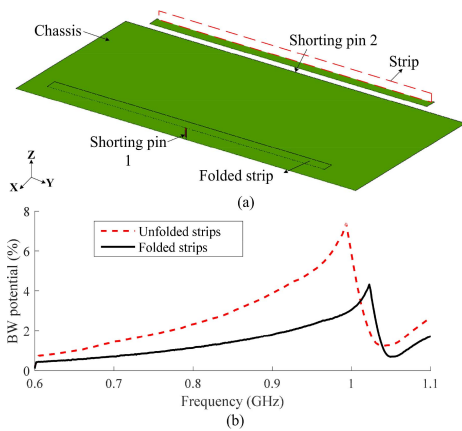 Chassis
Shorting pin 2
Strip
Shorting pin
1
Folded strip
Z
X
Y
(a)
BW potential (%)
8
6
4
2
0
Unfolded strips
Folded strips
0.6
0.7
0.8
0.9
1
1.1
Frequency (GHz)
(b)